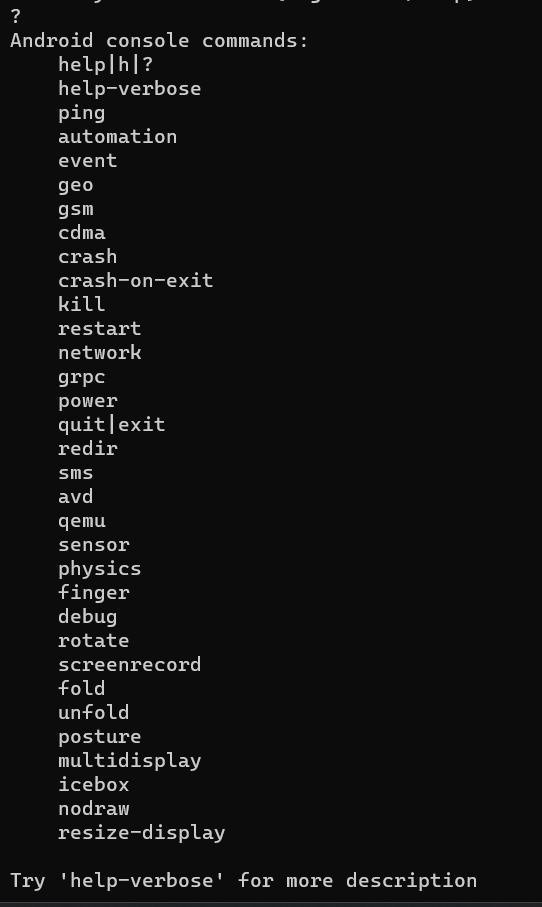 ?
Android console commands:
    help|h|?
    help-verbose
    ping
    automation
    event
    geo
    gsm
    cdma
    crash
    crash-on-exit
    kill
    restart
    network
    grpc
    power
    quit|exit
    redir
    sms
    avd
    qemu
    sensor
    physics
    finger
    debug
    rotate
    screenrecord
    fold
    unfold
    posture
    multidisplay
    icebox
    nodraw
    resize-display

Try 'help-verbose' for more description